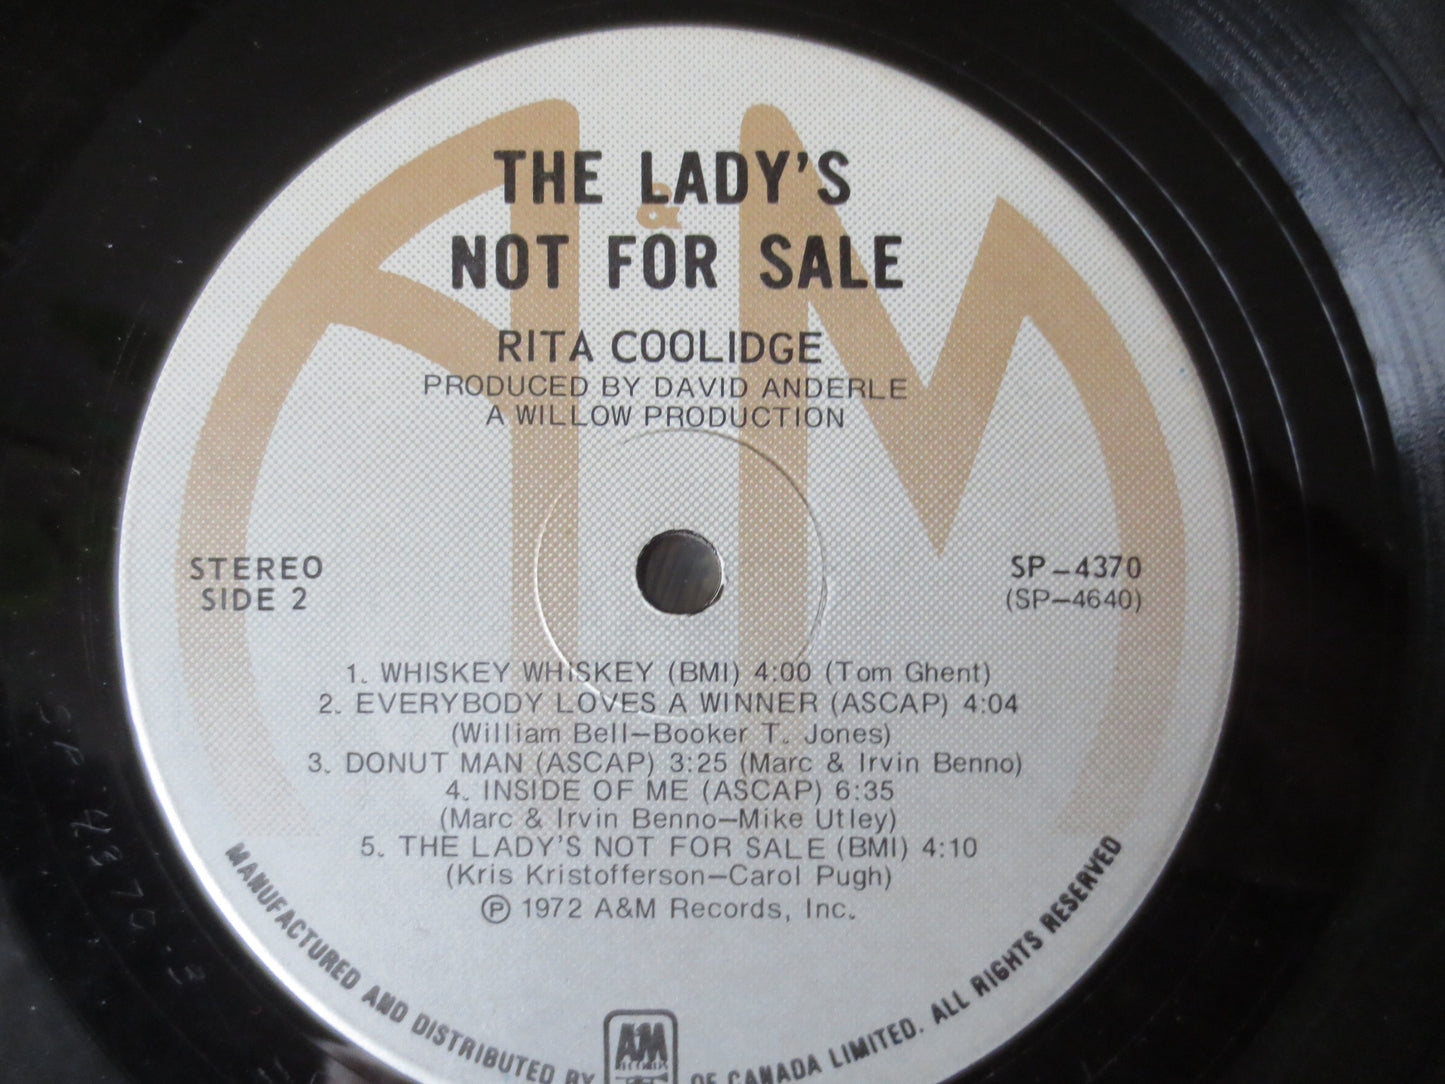 THE LADY'S
&
NOT FOR SALE
RITA COOLIDGE
PRODUCED BY DAVID ANDERLE
A WILLOW PRODUCTION
STEREO
SIDE 2
SP–4370
(SP–4640)
1. WHISKEY WHISKEY (BMI) 4:00 (Tom Ghent)
2. EVERYBODY LOVES A WINNER (ASCAP) 4:04
(William Bell–Booker T. Jones)
3. DONUT MAN (ASCAP) 3:25 (Marc & Irvin Benno)
4. INSIDE OF ME (ASCAP) 6:35
(Marc & Irvin Benno–Mike Utley)
5. THE LADY'S NOT FOR SALE (BMI) 4:10
(Kris Kristofferson–Carol Pugh)
℗ 1972 A&M Records, Inc.
MANUFACTURED AND DISTRIBUTED BY A&M RECORDS OF CANADA LIMITED. ALL RIGHTS RESERVED